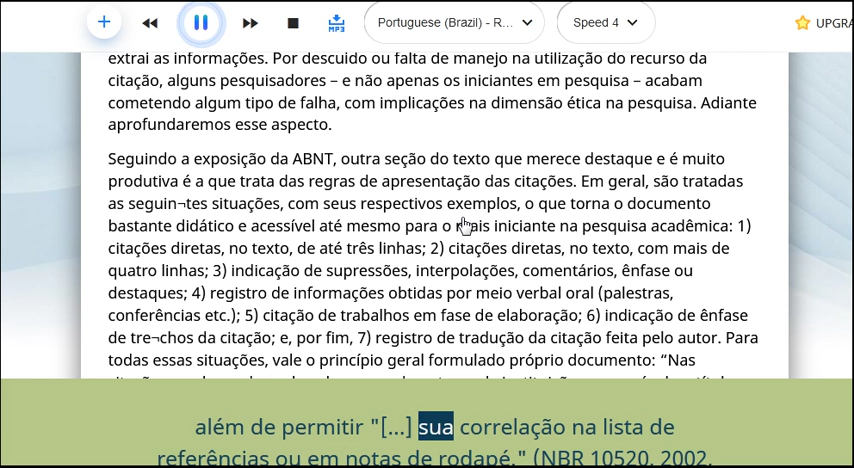 MP3
Portuguese (Brazil) - R...
Speed 4
UPGRA
extrai as informações. Por descuido ou falta de manejo na utilização do recurso da
citação, alguns pesquisadores – e não apenas os iniciantes em pesquisa – acabam
cometendo algum tipo de falha, com implicações na dimensão ética na pesquisa. Adiante
aprofundaremos esse aspecto.
Seguindo a exposição da ABNT, outra seção do texto que merece destaque e é muito
produtiva é a que trata das regras de apresentação das citações. Em geral, são tratadas
as seguin¬tes situações, com seus respectivos exemplos, o que torna o documento
bastante didático e acessível até mesmo para o mais iniciante na pesquisa acadêmica: 1)
citações diretas, no texto, de até três linhas; 2) citações diretas, no texto, com mais de
quatro linhas; 3) indicação de supressões, interpolações, comentários, ênfase ou
destaques; 4) registro de informações obtidas por meio verbal oral (palestras,
conferências etc.); 5) citação de trabalhos em fase de elaboração; 6) indicação de ênfase
de tre¬chos da citação; e, por fim, 7) registro de tradução da citação feita pelo autor. Para
todas essas situações, vale o princípio geral formulado próprio documento: “Nas
além de permitir "[...] sua correlação na lista de
referências ou em notas de rodapé." (NBR 10520, 2002,